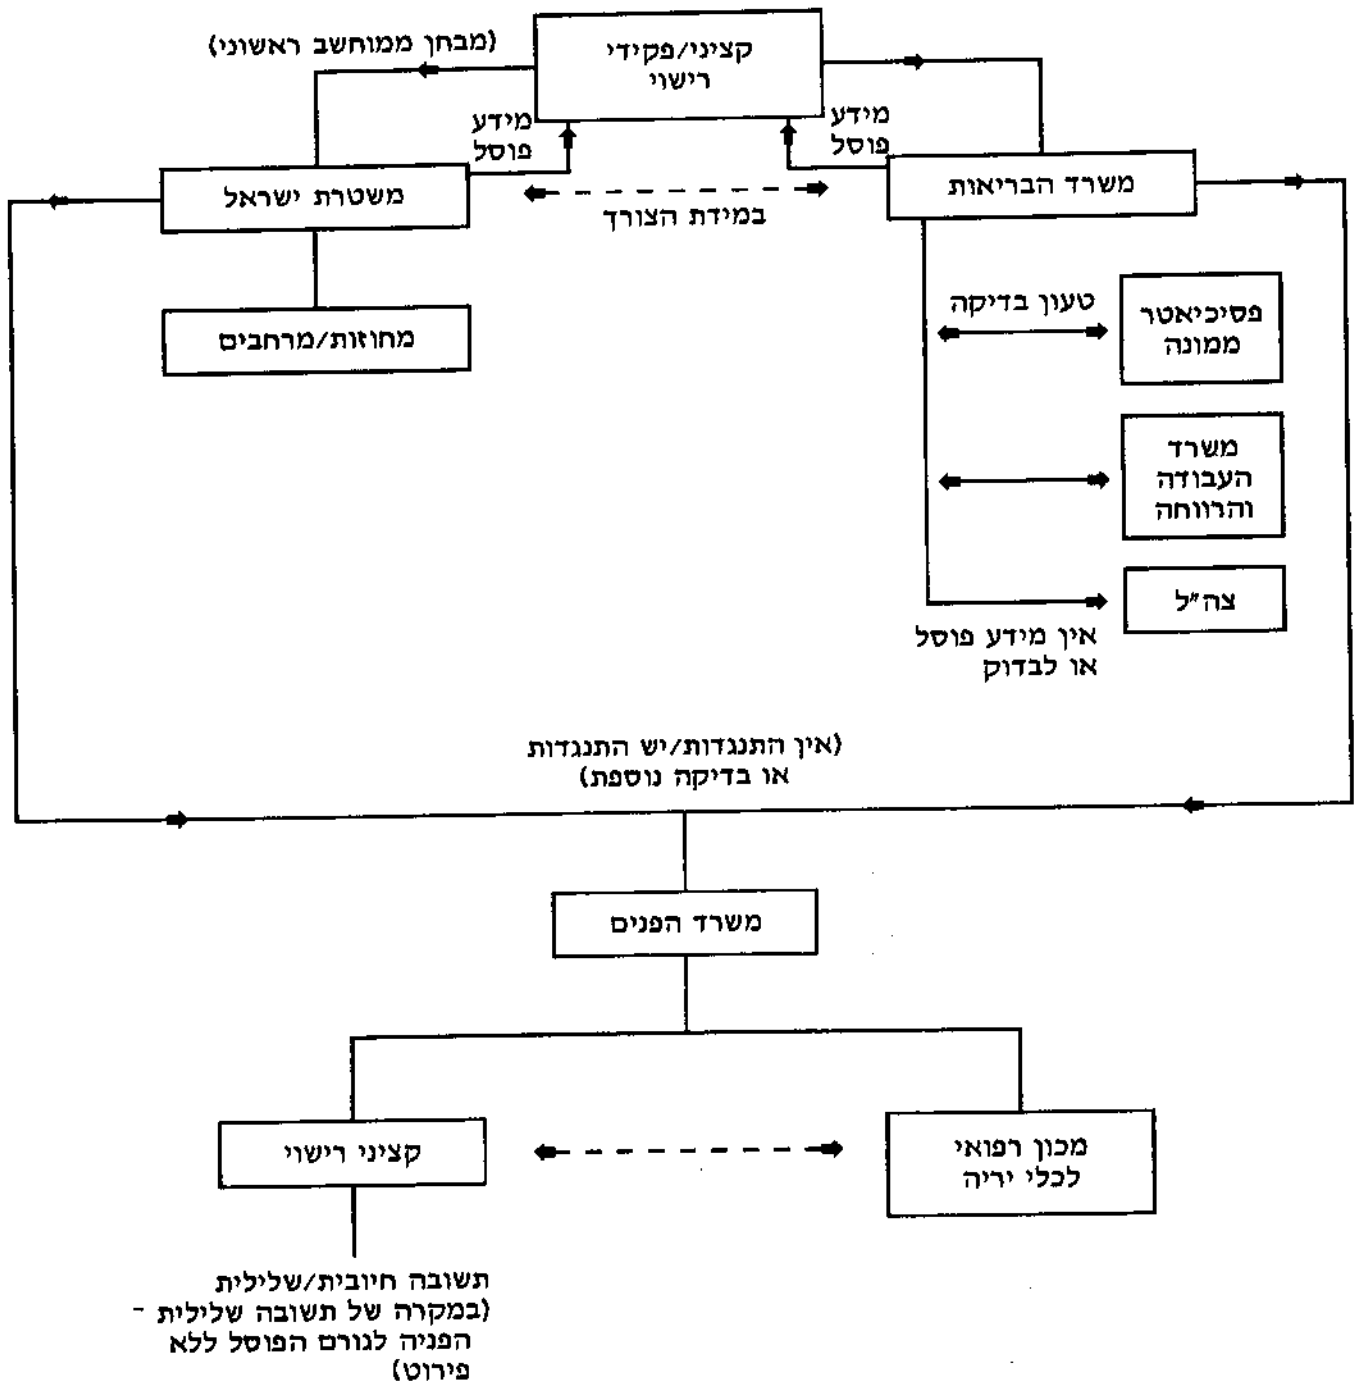 קציני/פקידי
רישוי
(מבחן ממוחשב ראשוני)
מידע
פוסל
מידע
פוסל
משרד הבריאות
משטרת ישראל
במידת הצורך
מחוזות/מרחבים
טעון בדיקה
פסיכיאטר
ממונה
משרד
העבודה
והרווחה
צה"ל
אין מידע פוסל
או לבדוק
(אין התנגדות/יש התנגדות
או בדיקה נוספת)
משרד הפנים
מכון רפואי
לכלי יריה
קציני רישוי
תשובה חיובית/שלילית
(במקרה של תשובה שלילית -
הפניה לגורם הפוסל ללא
פירוט)